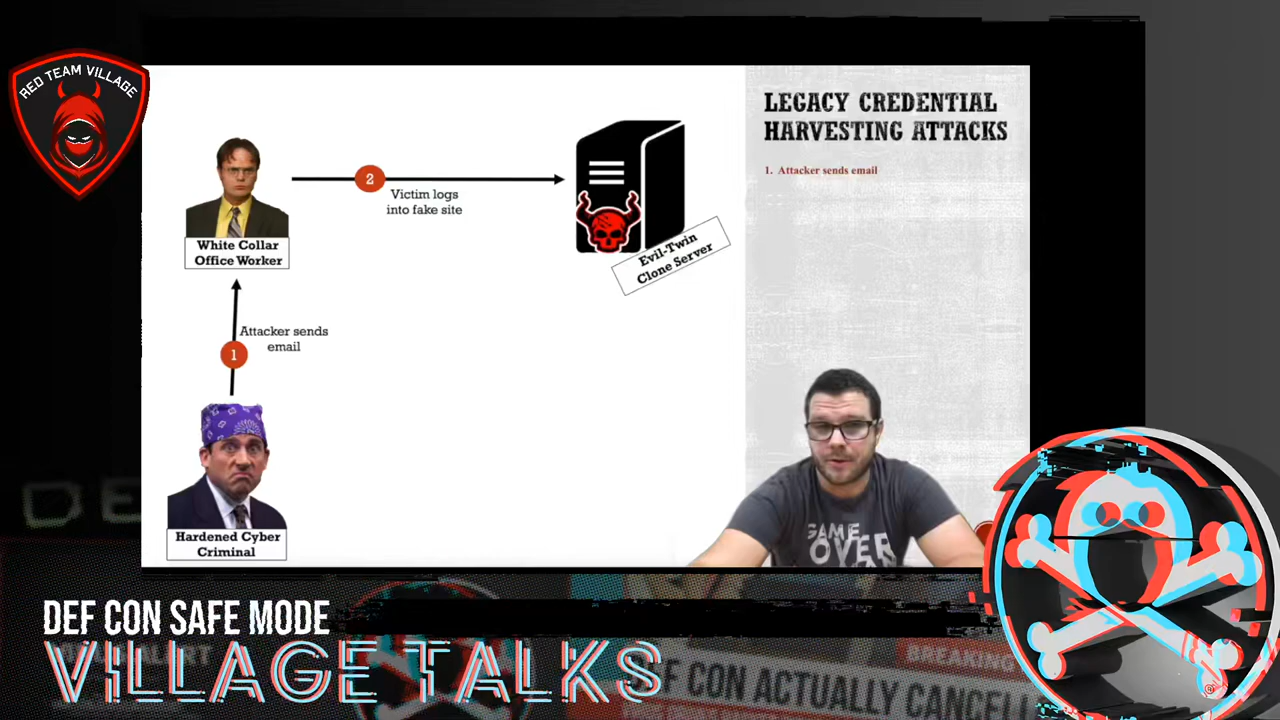 RED TEAM VILLAGE
LEGACY CREDENTIAL
HARVESTING ATTACKS
1. Attacker sends email
2
Victim logs
into fake site
White Collar
Office Worker
Evil-Twin
Clone Server
Attacker sends
email
1
Hardened Cyber
Criminal
GAME
OVER
DEF CON SAFE MODE
VILLAGE TALKS
BREAKING
DEF CON ACTUALLY CANCELL